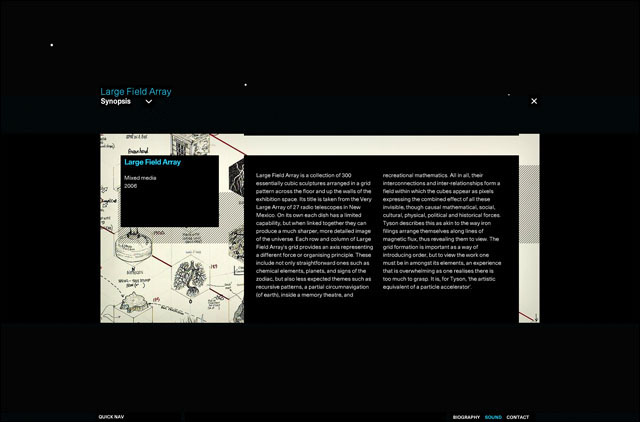 Large Field Array
Synopsis
Large Field Array
Mixed media
2006
Large Field Array is a collection of 300
essentially cubic sculptures arranged in a grid
pattern across the floor and up the walls of the
exhibition space. Its title is taken from the Very
Large Array of 27 radio telescopes in New
Mexico. On its own each dish has a limited
capability, but when linked together they can
produce a much sharper, more detailed image
of the universe. Each row and column of Large
Field Array's grid provides an axis representing
a different force or organising principle. These
include not only straightforward ones such as
chemical elements, planets, and signs of the
zodiac, but also less expected themes such as
recursive patterns, a partial circumnavigation
(of earth), inside a memory theatre, and
recreational mathematics. All in all, their
interconnections and inter-relationships form a
field within which the cubes appear as pixels
expressing the combined effect of all these
invisible, though causal mathematical, social,
cultural, physical, political and historical forces.
Tyson describes this as akin to the way iron
filings arrange themselves along lines of
magnetic flux, thus revealing them to view. The
grid formation is important as a way of
introducing order, but to view the work one
must be in amongst its elements, an experience
that is overwhelming as one realises there is
too much to grasp. It is, for Tyson, 'the artistic
equivalent of a particle accelerator'.
QUICK NAV
BIOGRAPHY SOUND CONTACT